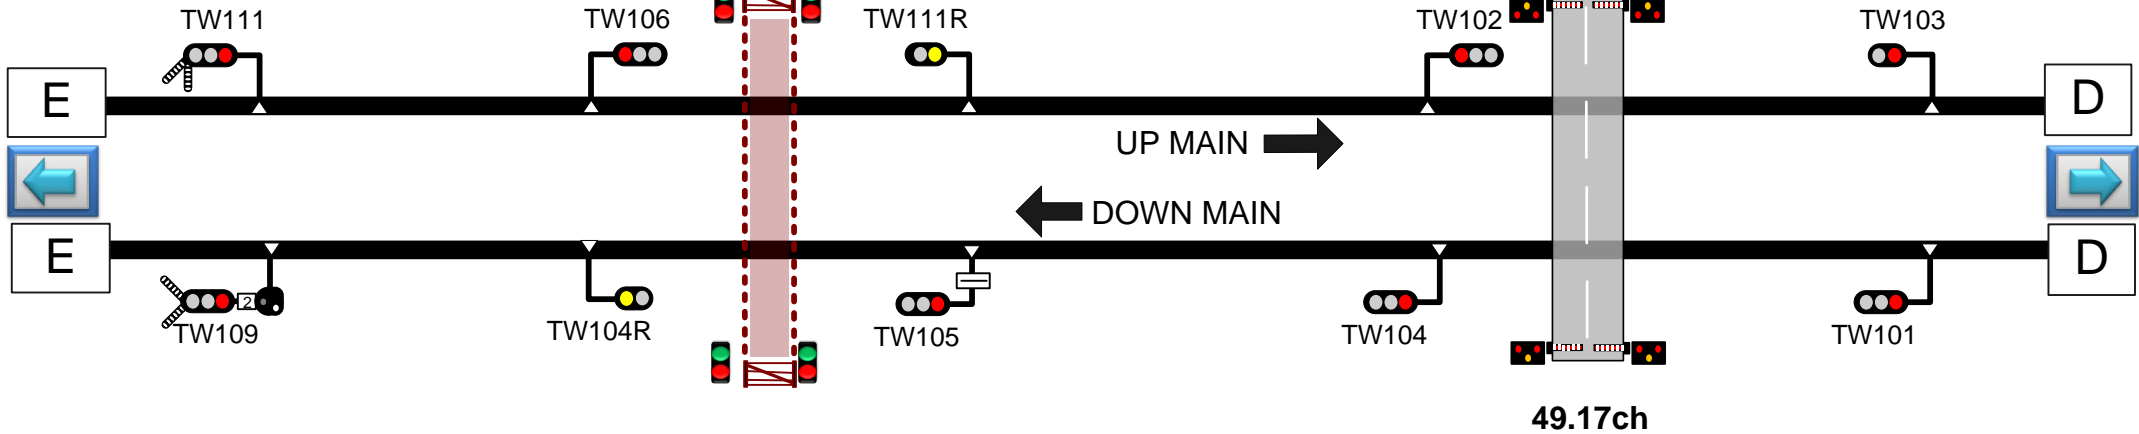 TW111
TW106
TW111R
TW102
TW103
E
D
UP MAIN
DOWN MAIN
E
D
2
TW109
TW104R
TW105
TW104
TW101
49.17ch